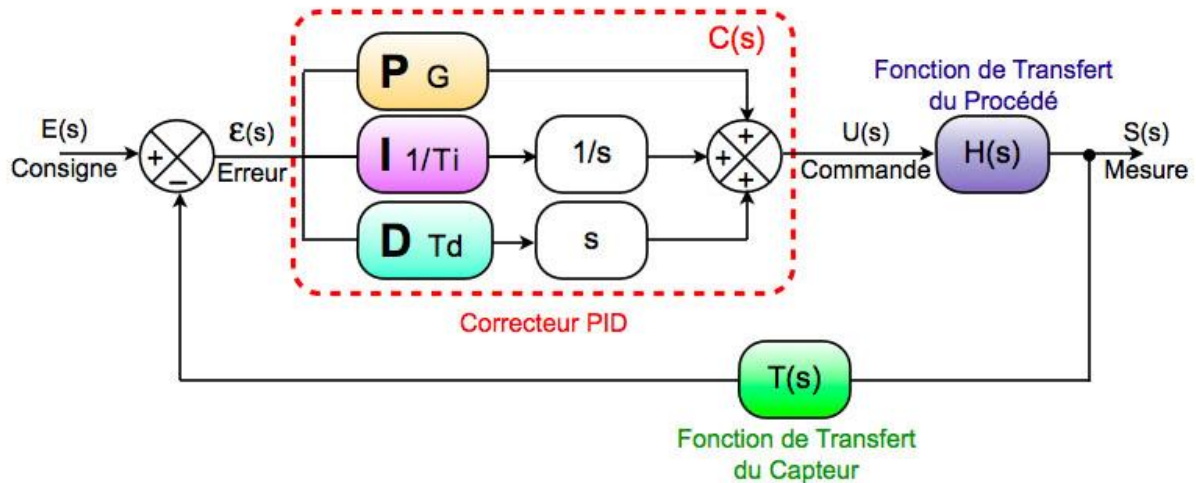 C(s)
P G
Fonction de Transfert
du Procédé
E(s)
Consigne
+
−
ε(s)
Erreur
I 1/Ti
1/s
+
+
+
U(s)
Commande
H(s)
S(s)
Mesure
D Td
s
Correcteur PID
T(s)
Fonction de Transfert
du Capteur